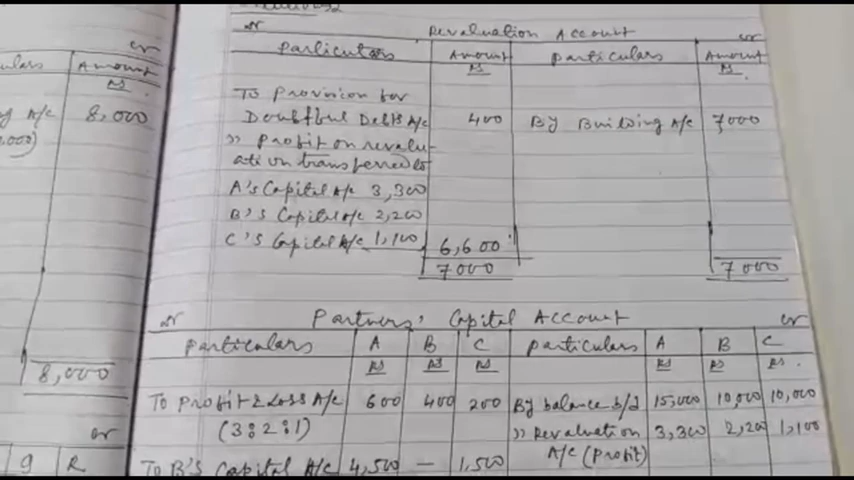 Revaluation Account
Dr Cr
Particulars Amount Rs Particulars Amount Rs
To Provision for
Doubtful Debts A/c 400 By Building A/c 7000
" Profit on revalu-
ation transferred to
A's Capital A/c 3,300
B's Capital A/c 2,200
C's Capital A/c 1,100 6,600
7000 7000
Partners' Capital Account
Dr Cr
Particulars A B C Particulars A B C
Rs Rs Rs Rs Rs Rs
To Profit & Loss A/c 600 400 200 By balance b/d 15,000 10,000 10,000
(3:2:1) " Revaluation 3,300 2,200 1,100
A/c (Profit)
To B's Capital A/c 4,500 — 1,500
Cr
Amount
Rs
A/c 8,000
8,000
Cr
R